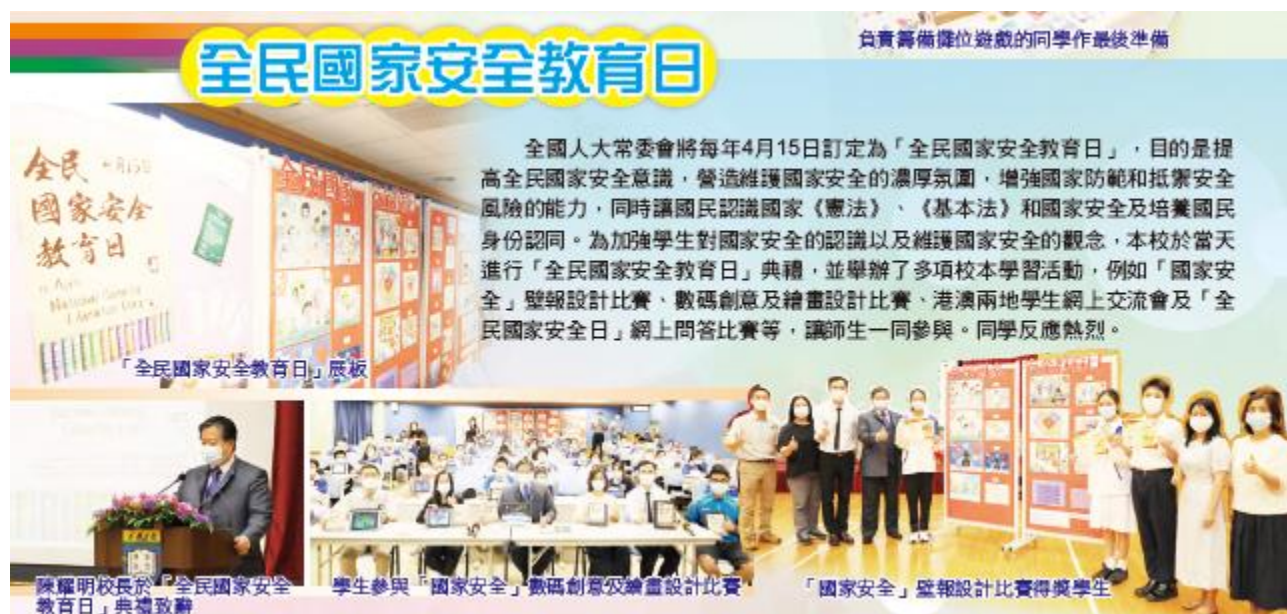 負責籌備攤位遊戲的同學作最後準備
全民國家安全教育日
全國人大常委會將每年4月15日訂定為「全民國家安全教育日」，目的是提
高全民國家安全意識，營造維護國家安全的濃厚氛圍，增強國家防範和抵禦安全
風險的能力，同時讓國民認識國家《憲法》、《基本法》和國家安全及培養國民
身份認同。為加強學生對國家安全的認識以及維護國家安全的觀念，本校於當天
進行「全民國家安全教育日」典禮，並舉辦了多項校本學習活動，例如「國家安
全」壁報設計比賽、數碼創意及繪畫設計比賽、港澳兩地學生網上交流會及「全
民國家安全日」網上問答比賽等，讓師生一同參與。同學反應熱烈。
全民
國家安全
教育日
「全民國家安全教育日」展板
陳耀明校長於「全民國家安全
教育日」典禮致辭
學生參與「國家安全」數碼創意及繪畫設計比賽
「國家安全」壁報設計比賽得獎學生